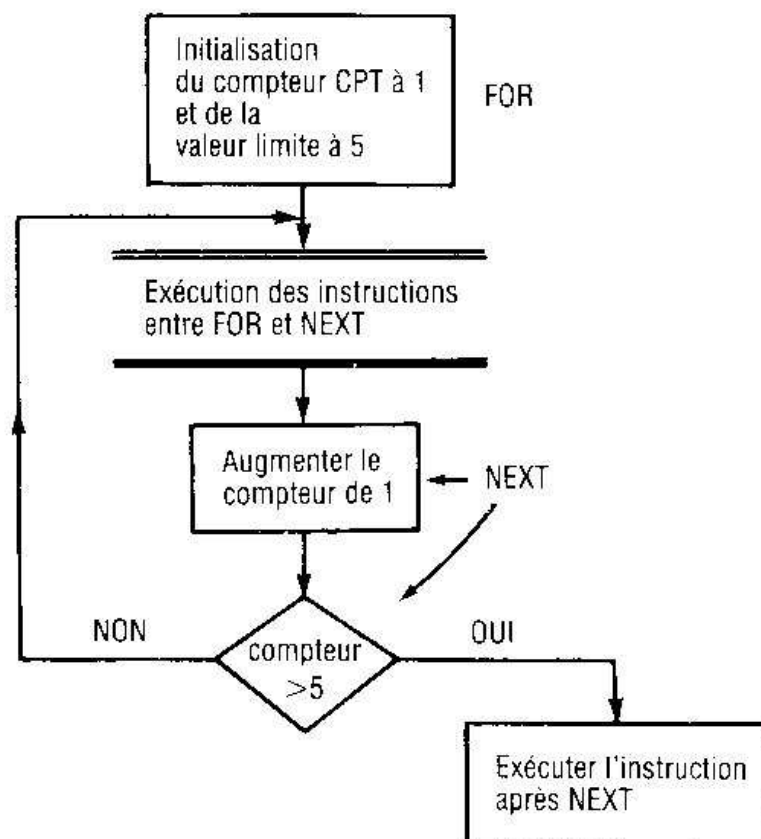 Initialisation
du compteur CPT à 1
et de la
valeur limite à 5
FOR
Exécution des instructions
entre FOR et NEXT
Augmenter le
compteur de 1
NEXT
NON
compteur
>5
OUI
Exécuter l'instruction
après NEXT